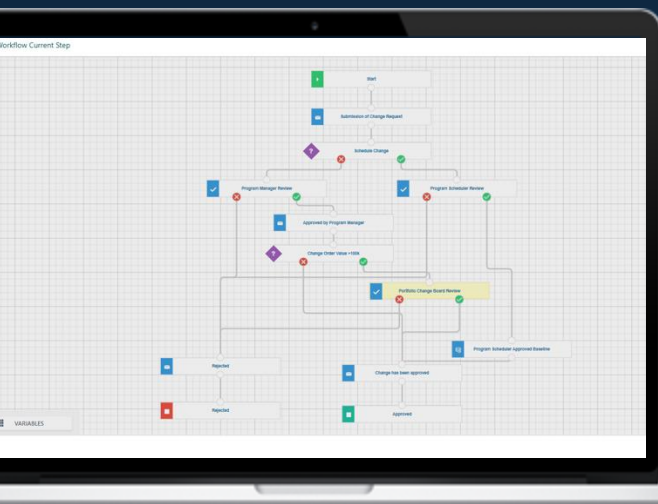 Workflow Current Step
Start
Submission of Change Request
Schedule Change
Program Manager Review
Program Scheduler Review
Approved by Program Manager
Change Order Value >100k
Portfolio Change Board Review
Program Scheduler Approved Baseline
Rejected
Change has been approved
Rejected
Approved
VARIABLES